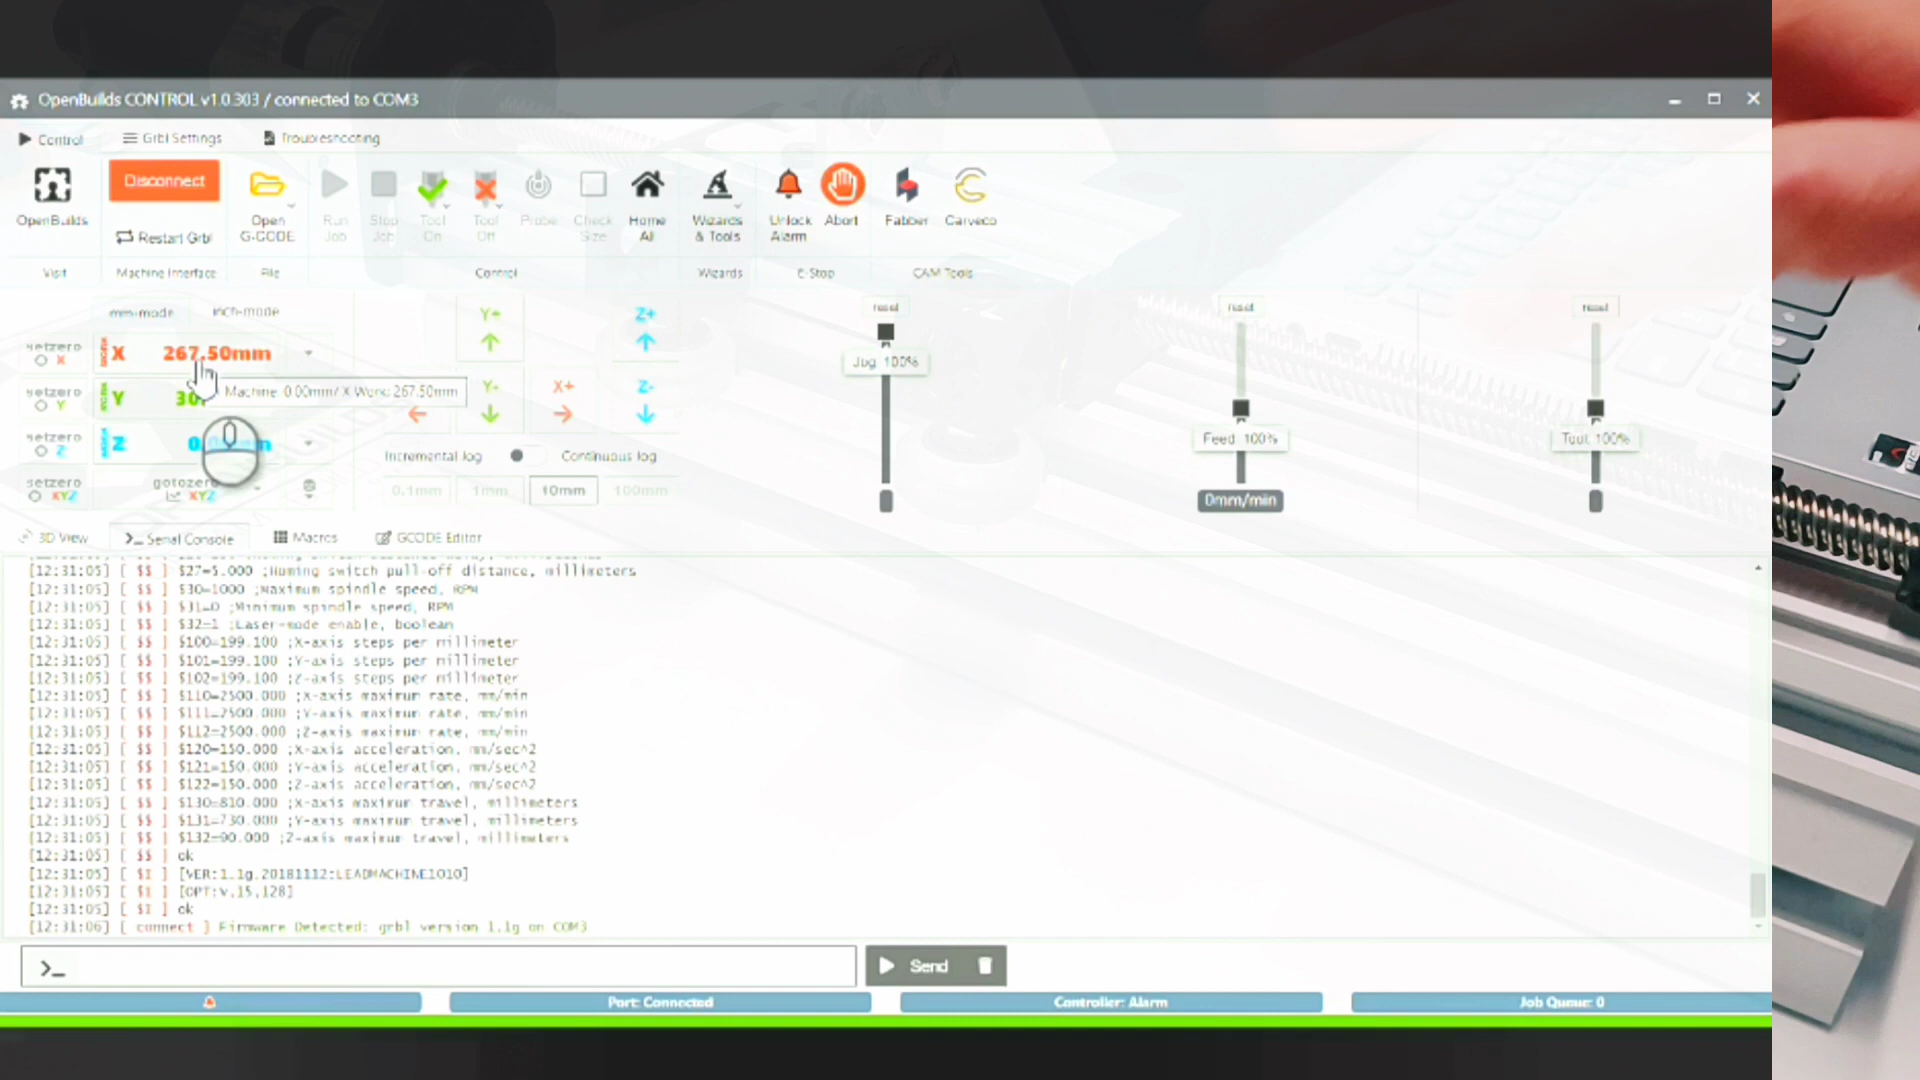 OpenBuilds CONTROL v1.0.303 / connected to COM3
Control Grbl Settings Troubleshooting
OpenBuilds Disconnect Restart Grbl Open G-CODE Run Job Stop Job Tool On Tool Off Probe Check Size Home All Wizards & Tools Unlock Alarm Abort Fabber Carveco
Visit Machine Interface File Control Wizards E-Stop CAM Tools
mm-mode inch-mode Y+ Z+ reset reset reset
setzero X X 267.50mm Jog 100%
Machine: 0.00mm/ X Work: 267.50mm
setzero Y Y 30 Y- X+ Z-
setzero Z Z 0 m Feed 100% Tool 100%
Incremental Jog Continuous Jog
setzero XYZ gotozero XYZ 0.1mm 1mm 10mm 100mm 0mm/min
3D View Serial Console Macros GCODE Editor
[12:31:05] [ $$ ] $27=5.000 ;Homing switch pull-off distance, millimeters
[12:31:05] [ $$ ] $30=1000 ;Maximum spindle speed, RPM
[12:31:05] [ $$ ] $31=0 ;Minimum spindle speed, RPM
[12:31:05] [ $$ ] $32=1 ;Laser-mode enable, boolean
[12:31:05] [ $$ ] $100=199.100 ;X-axis steps per millimeter
[12:31:05] [ $$ ] $101=199.100 ;Y-axis steps per millimeter
[12:31:05] [ $$ ] $102=199.100 ;Z-axis steps per millimeter
[12:31:05] [ $$ ] $110=2500.000 ;X-axis maximum rate, mm/min
[12:31:05] [ $$ ] $111=2500.000 ;Y-axis maximum rate, mm/min
[12:31:05] [ $$ ] $112=2500.000 ;Z-axis maximum rate, mm/min
[12:31:05] [ $$ ] $120=150.000 ;X-axis acceleration, mm/sec^2
[12:31:05] [ $$ ] $121=150.000 ;Y-axis acceleration, mm/sec^2
[12:31:05] [ $$ ] $122=150.000 ;Z-axis acceleration, mm/sec^2
[12:31:05] [ $$ ] $130=810.000 ;X-axis maximum travel, millimeters
[12:31:05] [ $$ ] $131=730.000 ;Y-axis maximum travel, millimeters
[12:31:05] [ $$ ] $132=90.000 ;Z-axis maximum travel, millimeters
[12:31:05] [ $$ ] ok
[12:31:05] [ $I ] [VER:1.1g.20181112:LEADMACHINE1010]
[12:31:05] [ $I ] [OPT:V,15,128]
[12:31:05] [ $I ] ok
[12:31:06] [ connect ] Firmware Detected: grbl version 1.1g on COM3
>_ Send
Port: Connected Controller: Alarm Job Queue: 0